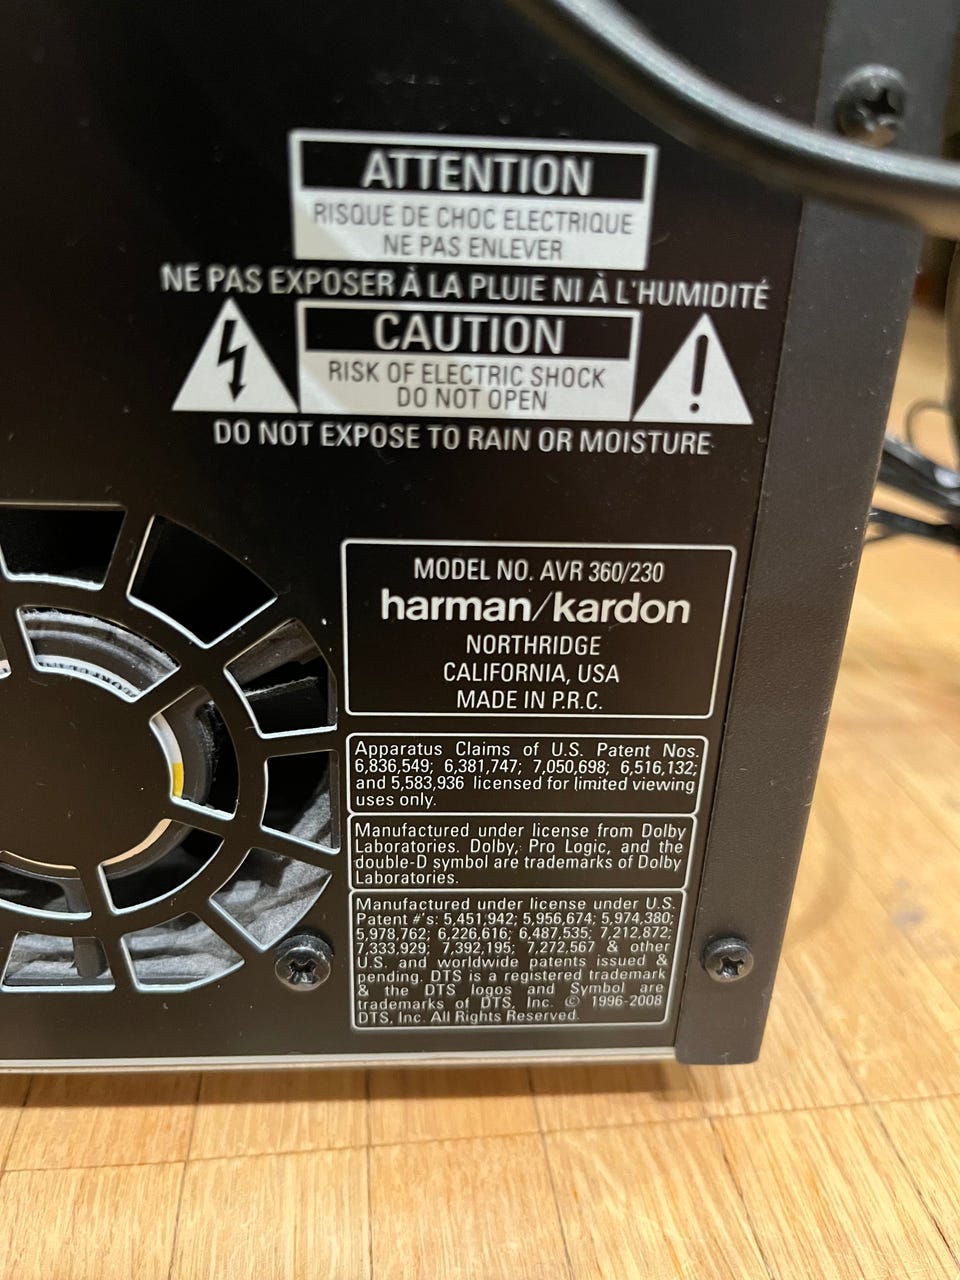 ATTENTION
RISQUE DE CHOC ELECTRIQUE
NE PAS ENLEVER
NE PAS EXPOSER À LA PLUIE NI À L'HUMIDITÉ
CAUTION
RISK OF ELECTRIC SHOCK
DO NOT OPEN
DO NOT EXPOSE TO RAIN OR MOISTURE
MODEL NO. AVR 360/230
harman/kardon
NORTHRIDGE
CALIFORNIA, USA
MADE IN P.R.C.
Apparatus Claims of U.S. Patent Nos.
6,836,549; 6,381,747; 7,050,698; 6,516,132;
and 5,583,936 licensed for limited viewing
uses only.
Manufactured under license from Dolby
Laboratories. Dolby, Pro Logic, and the
double-D symbol are trademarks of Dolby
Laboratories.
Manufactured under license under U.S.
Patent #'s: 5,451,942; 5,956,674; 5,974,380;
5,978,762; 6,226,616; 6,487,535; 7,212,872;
7,333,929; 7,392,195; 7,272,567 & other
U.S. and worldwide patents issued &
pending. DTS is a registered trademark
& the DTS logos and Symbol are
trademarks of DTS, Inc. © 1996-2008
DTS, Inc. All Rights Reserved.